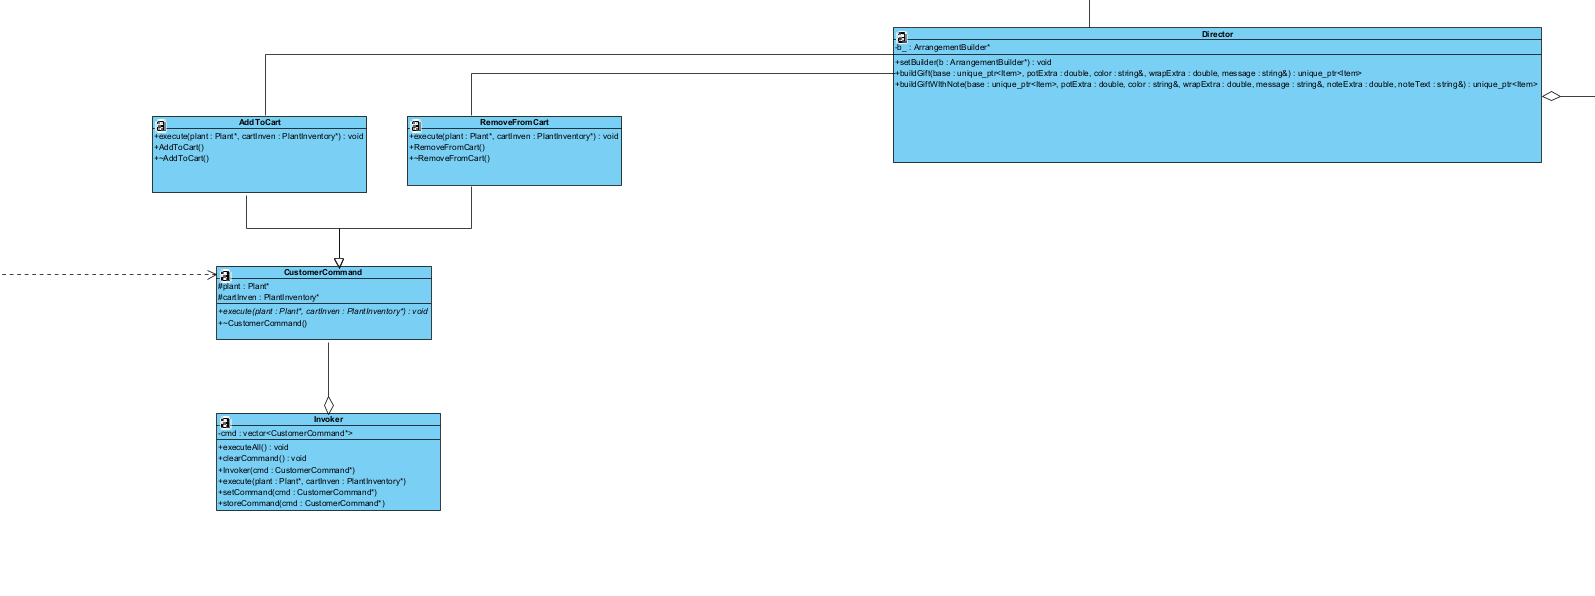 Director
-b_ : ArrangementBuilder*
+setBuilder(b : ArrangementBuilder*) : void
+buildGift(base : unique_ptr<Item>, potExtra : double, color : string&, wrapExtra : double, message : string&) : unique_ptr<Item>
+buildGiftWIthNote(base : unique_ptr<Item>, potExtra : double, color : string&, wrapExtra : double, message : string&, noteExtra : double, noteText : string&) : unique_ptr<Item>
AddToCart
+execute(plant : Plant*, cartInven : PlantInventory*) : void
+AddToCart()
+~AddToCart()
RemoveFromCart
+execute(plant : Plant*, cartInven : PlantInventory*) : void
+RemoveFromCart()
+~RemoveFromCart()
CustomerCommand
#plant : Plant*
#cartInven : PlantInventory*
+execute(plant : Plant*, cartInven : PlantInventory*) : void
+~CustomerCommand()
Invoker
-cmd : vector<CustomerCommand*>
+executeAll() : void
+clearCommand() : void
+Invoker(cmd : CustomerCommand*)
+execute(plant : Plant*, cartInven : PlantInventory*)
+setCommand(cmd : CustomerCommand*)
+storeCommand(cmd : CustomerCommand*)